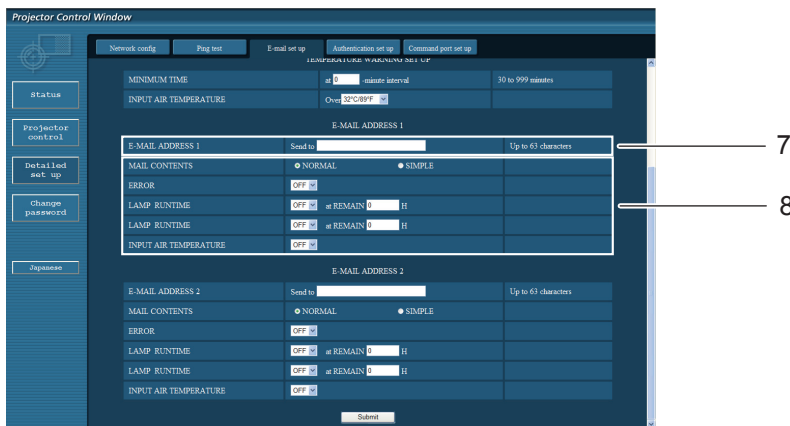 Projector Control Window
Network config Ping test E-mail set up Authentication set up Command port set up
TEMPERATURE WARNING SET UP
MINIMUM TIME at 0 -minute interval 30 to 999 minutes
INPUT AIR TEMPERATURE Over 32°C/89°F
E-MAIL ADDRESS 1
E-MAIL ADDRESS 1 Send to Up to 63 characters 7
MAIL CONTENTS NORMAL SIMPLE
ERROR OFF
LAMP RUNTIME OFF at REMAIN 0 H 8
LAMP RUNTIME OFF at REMAIN 0 H
INPUT AIR TEMPERATURE OFF
E-MAIL ADDRESS 2
E-MAIL ADDRESS 2 Send to Up to 63 characters
MAIL CONTENTS NORMAL SIMPLE
ERROR OFF
LAMP RUNTIME OFF at REMAIN 0 H
LAMP RUNTIME OFF at REMAIN 0 H
INPUT AIR TEMPERATURE OFF
Submit
Status
Projector
control
Detailed
set up
Change
password
Japanese